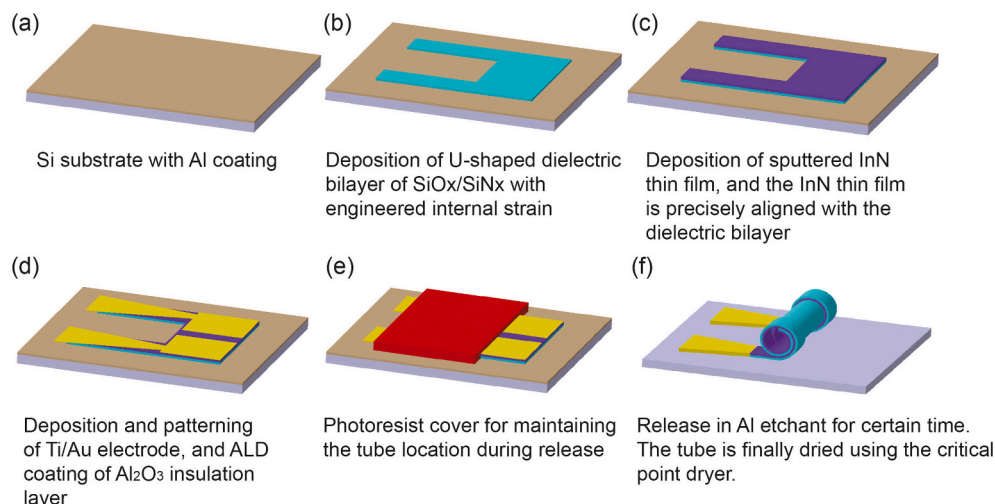 (a)
Si substrate with Al coating
(b)
Deposition of U-shaped dielectric
bilayer of SiOx/SiNx with
engineered internal strain
(c)
Deposition of sputtered InN
thin film, and the InN thin film
is precisely aligned with the
dielectric bilayer
(d)
Deposition and patterning
of Ti/Au electrode, and ALD
coating of Al₂O₃ insulation
layer
(e)
Photoresist cover for maintaining
the tube location during release
(f)
Release in Al etchant for certain time.
The tube is finally dried using the critical
point dryer.